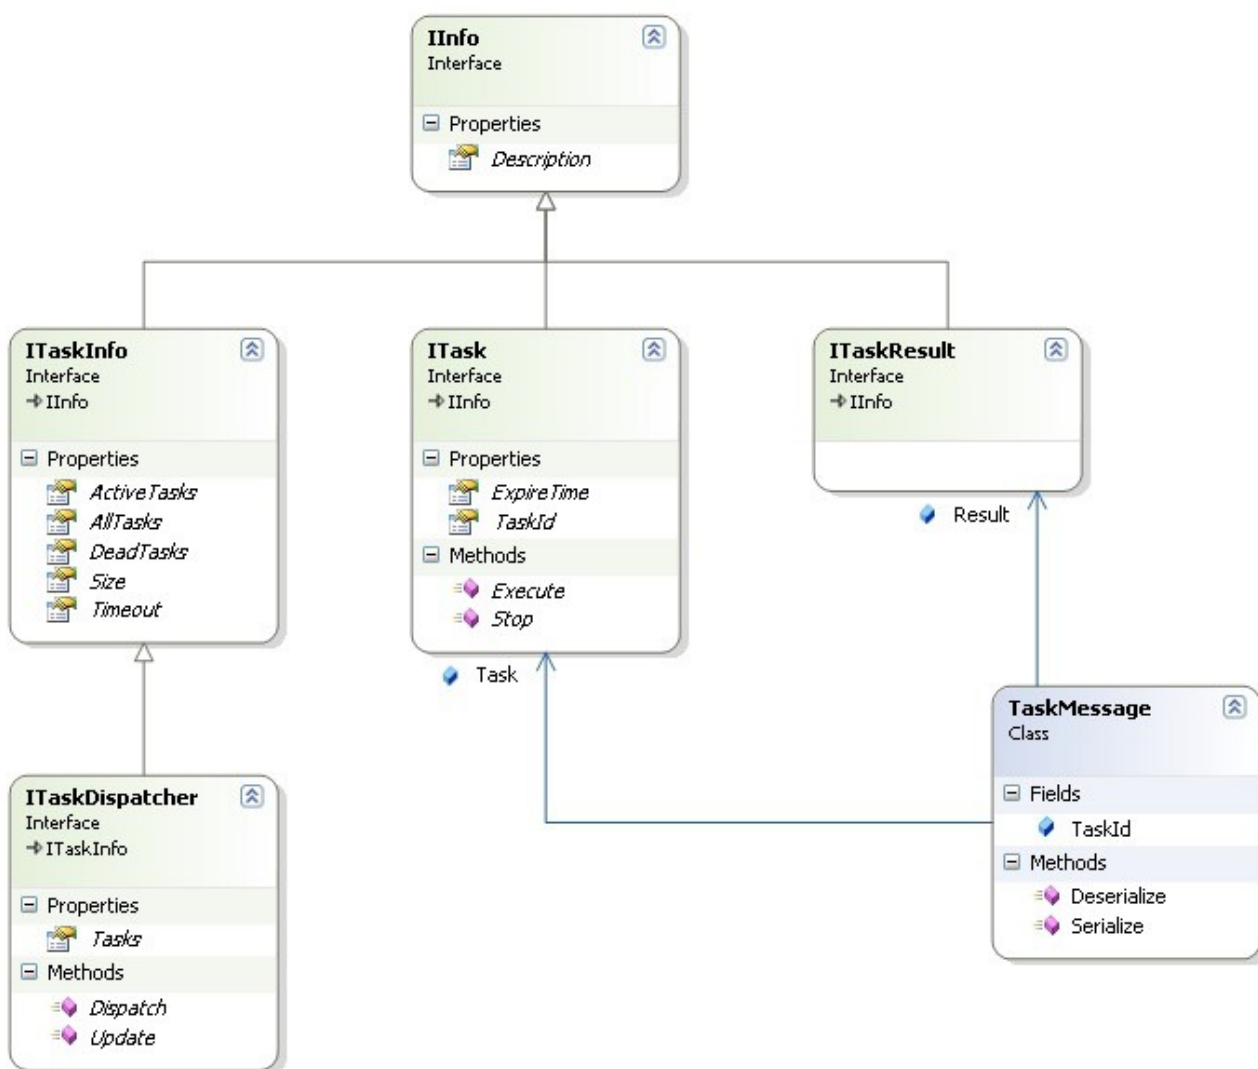 IInfo
Interface
Properties
Description
ITaskInfo
Interface
IInfo
Properties
ActiveTasks
AllTasks
DeadTasks
Size
Timeout
ITask
Interface
IInfo
Properties
ExpireTime
TaskId
Methods
Execute
Stop
ITaskResult
Interface
IInfo
Result
Task
TaskMessage
Class
Fields
TaskId
Methods
Deserialize
Serialize
ITaskDispatcher
Interface
ITaskInfo
Properties
Tasks
Methods
Dispatch
Update